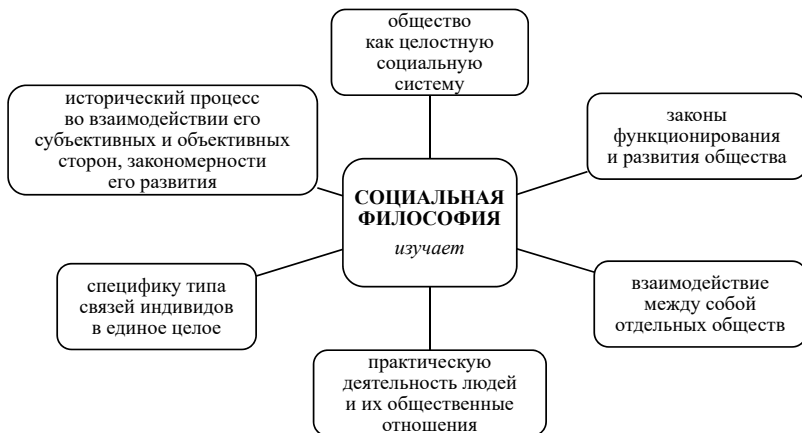 общество
как целостную
социальную
систему
исторический процесс
во взаимодействии его
субъективных и объективных
сторон, закономерности
его развития
законы
функционирования
и развития общества
СОЦИАЛЬНАЯ
ФИЛОСОФИЯ
изучает
специфику типа
связей индивидов
в единое целое
взаимодействие
между собой
отдельных обществ
практическую
деятельность людей
и их общественные
отношения